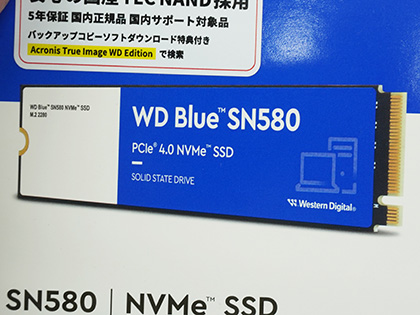 5年保証 国内正規品 国内サポート対象品
バックアップコピーソフトダウンロード特典付き
Acronis True Image WD Edition で検索
WD Blue™ SN580 NVMe™ SSD
M.2 2280
WD Blue™ SN580
PCIe® 4.0 NVMe™ SSD
SOLID STATE DRIVE
Western Digital®
SN580 | NVMe™ SSD